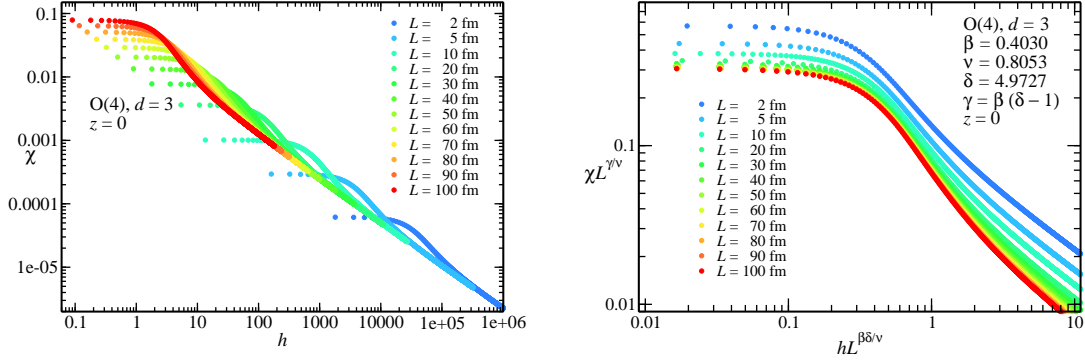 0.1
0.01
0.001
0.0001
1e-05
χ
O(4), d = 3
z = 0
L = 2 fm
L = 5 fm
L = 10 fm
L = 20 fm
L = 30 fm
L = 40 fm
L = 50 fm
L = 60 fm
L = 70 fm
L = 80 fm
L = 90 fm
L = 100 fm
0.1 1 10 100 1000 10000 1e+05 1e+06
h
0.1
0.01
χL^γ/ν
O(4), d = 3
β = 0.4030
ν = 0.8053
δ = 4.9727
γ = β (δ − 1)
z = 0
L = 2 fm
L = 5 fm
L = 10 fm
L = 20 fm
L = 30 fm
L = 40 fm
L = 50 fm
L = 60 fm
L = 70 fm
L = 80 fm
L = 90 fm
L = 100 fm
0.01 0.1 1 10
hL^βδ/ν